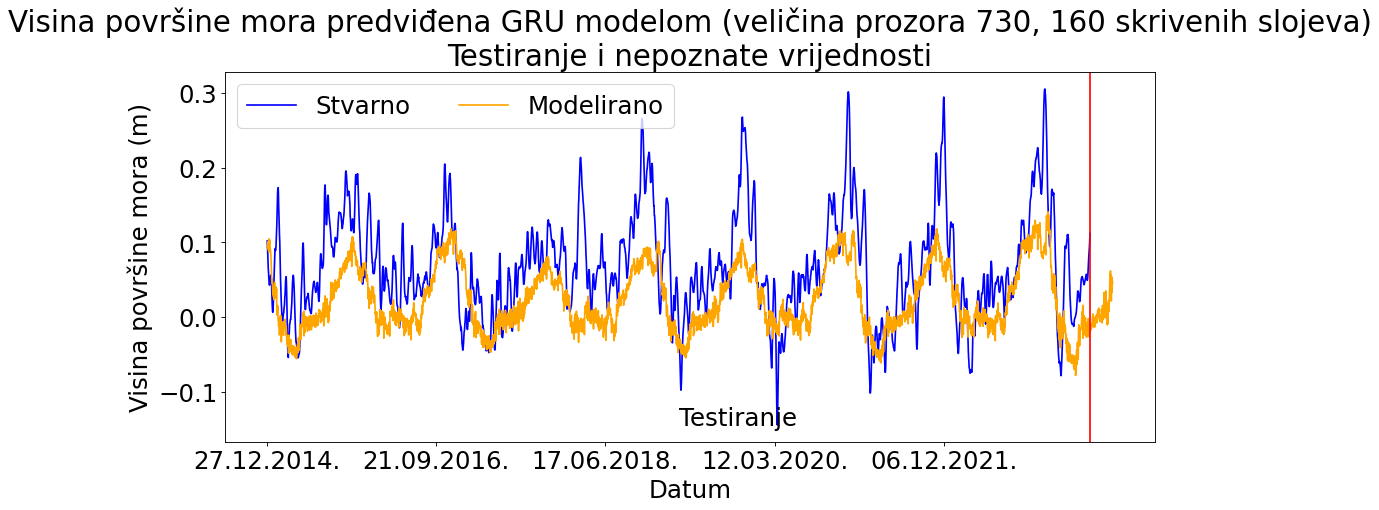 Visina površine mora predviđena GRU modelom (veličina prozora 730, 160 skrivenih slojeva)
Testiranje i nepoznate vrijednosti
Stvarno Modelirano
Visina površine mora (m)
0.3
0.2
0.1
0.0
−0.1
Testiranje
27.12.2014. 21.09.2016. 17.06.2018. 12.03.2020. 06.12.2021.
Datum